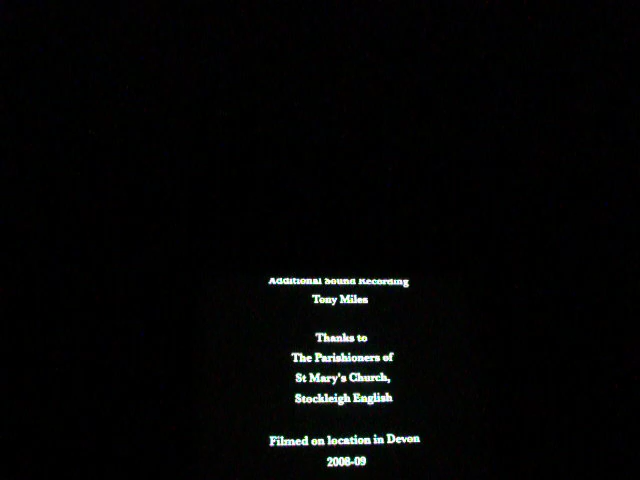 Additional Sound Recording
Tony Miles
Thanks to
The Parishioners of
St Mary's Church,
Stockleigh English
Filmed on location in Devon
2008-09